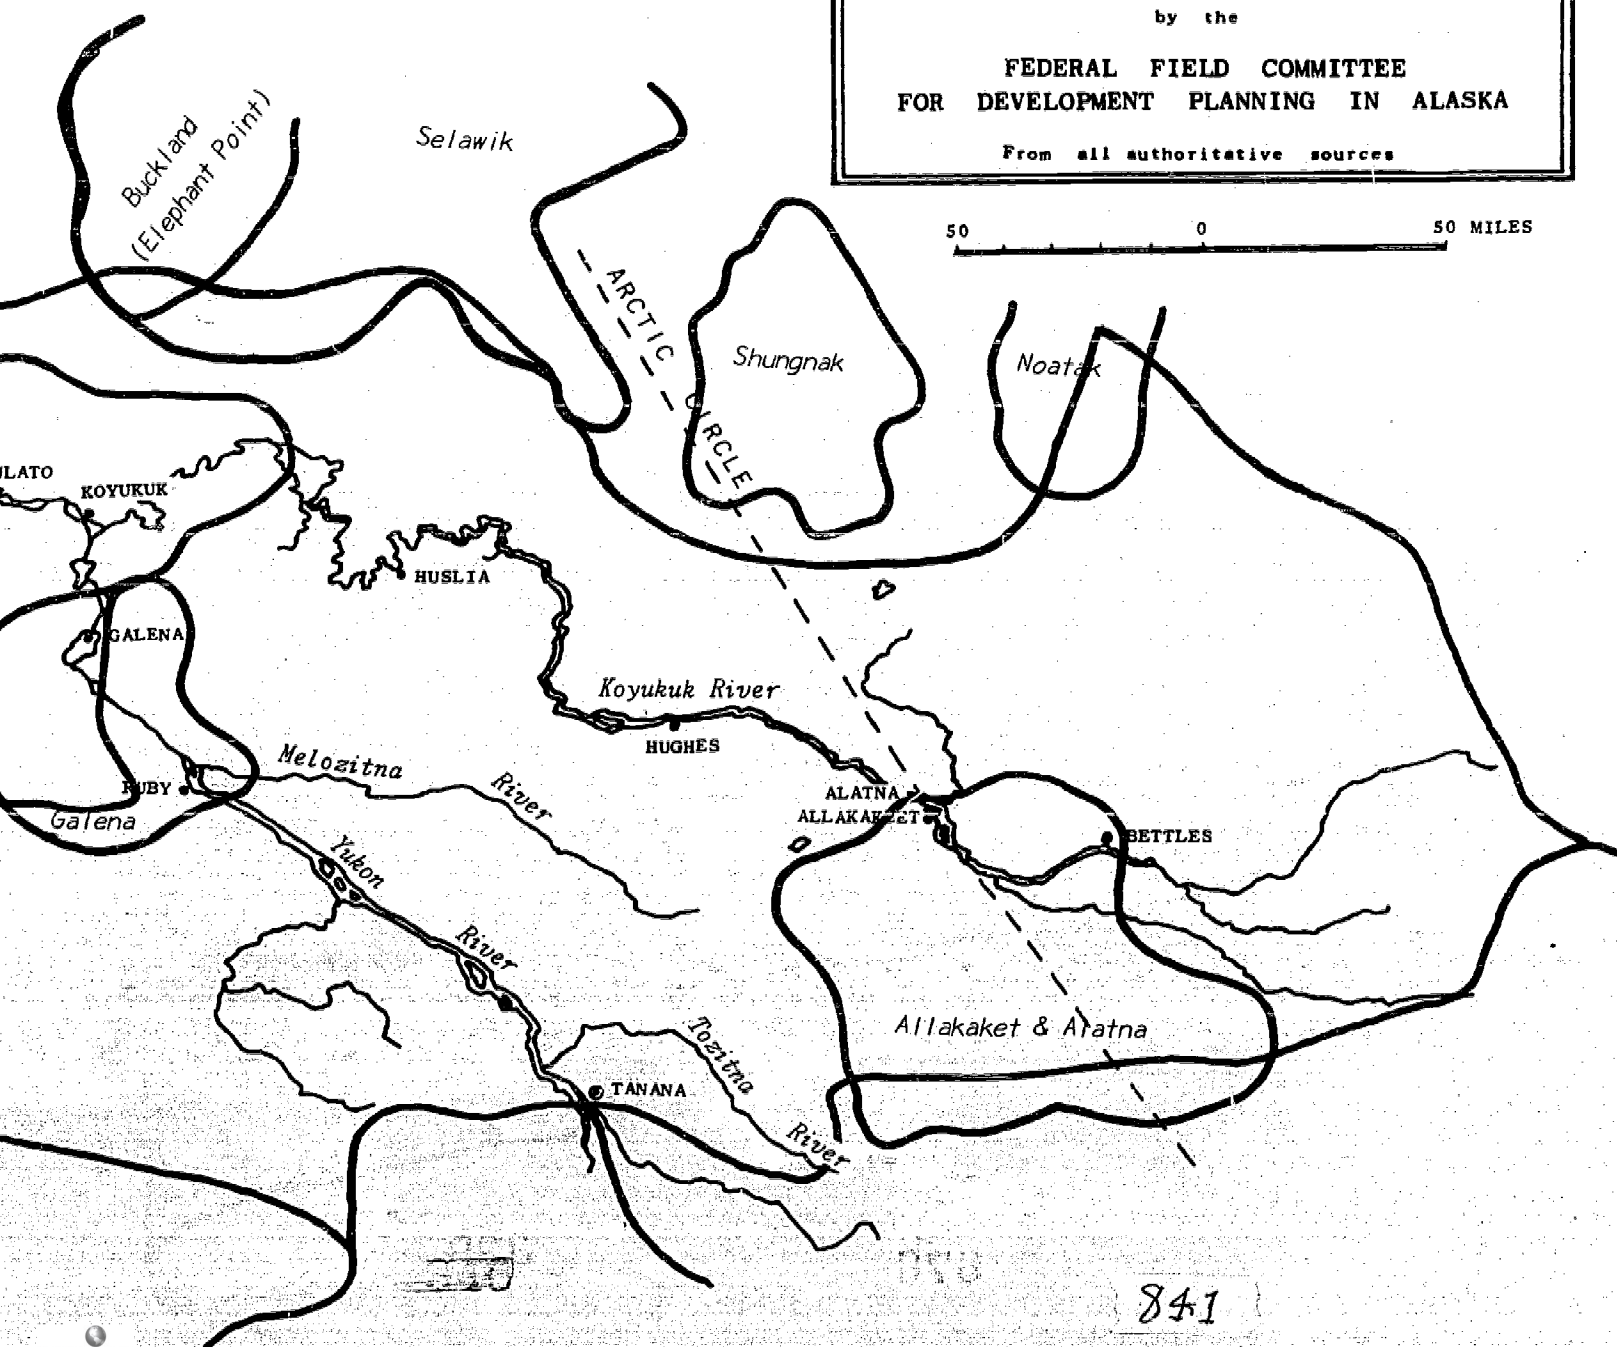 by the
FEDERAL FIELD COMMITTEE
FOR DEVELOPMENT PLANNING IN ALASKA
From all authoritative sources
50 0 50 MILES
Buckland
(Elephant Point)
Selawik
ARCTIC CIRCLE
Shungnak
Noatak
ULATO
KOYUKUK
HUSLIA
GALENA
Koyukuk River
HUGHES
Melozitna River
RUBY
Galena
ALATNA
ALLAKAKET
BETTLES
Yukon River
Allakaket & Alatna
Tozitna River
TANANA
841